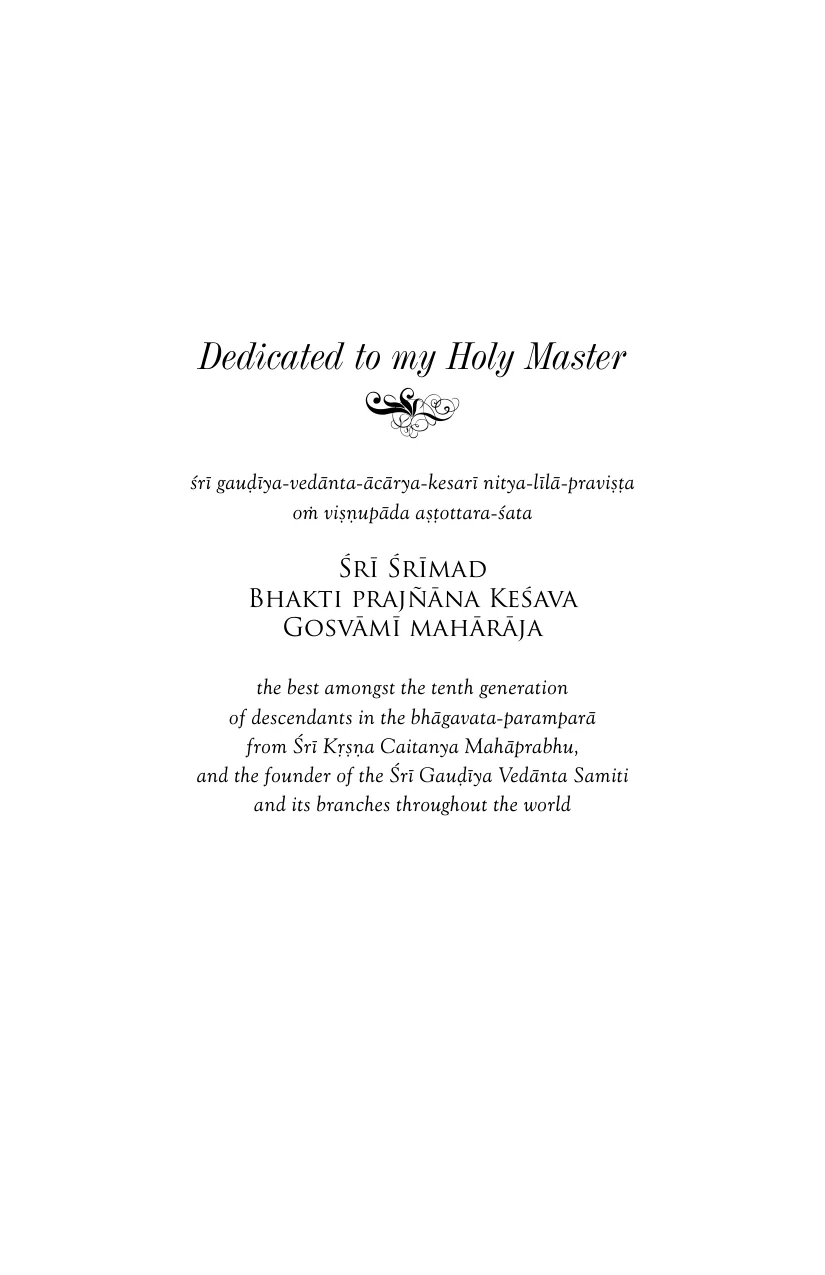 Dedicated to my Holy Master
śrī gauḍīya-vedānta-ācārya-kesarī nitya-līlā-praviṣṭa
oṁ viṣṇupāda aṣṭottara-śata
Śrī Śrīmad
Bhakti prajñāna Keśava
Gosvāmī mahārāja
the best amongst the tenth generation
of descendants in the bhāgavata-paramparā
from Śrī Kṛṣṇa Caitanya Mahāprabhu,
and the founder of the Śrī Gauḍīya Vedānta Samiti
and its branches throughout the world